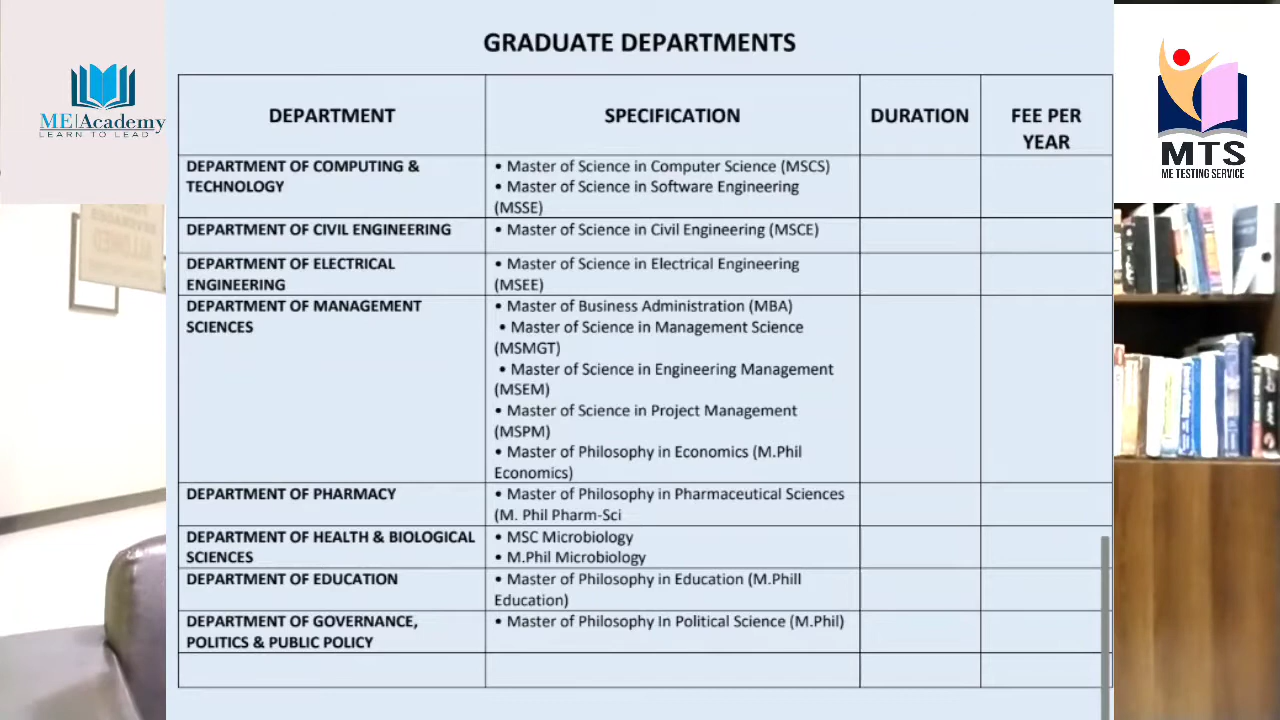 GRADUATE DEPARTMENTS
ME|Academy
LEARN TO LEAD
MTS
ME TESTING SERVICE
ALLOWED
DEPARTMENT SPECIFICATION DURATION FEE PER
YEAR
DEPARTMENT OF COMPUTING &
TECHNOLOGY
• Master of Science in Computer Science (MSCS)
• Master of Science in Software Engineering
(MSSE)
DEPARTMENT OF CIVIL ENGINEERING
• Master of Science in Civil Engineering (MSCE)
DEPARTMENT OF ELECTRICAL
ENGINEERING
• Master of Science in Electrical Engineering
(MSEE)
DEPARTMENT OF MANAGEMENT
SCIENCES
• Master of Business Administration (MBA)
• Master of Science in Management Science
(MSMGT)
• Master of Science in Engineering Management
(MSEM)
• Master of Science in Project Management
(MSPM)
• Master of Philosophy in Economics (M.Phil
Economics)
DEPARTMENT OF PHARMACY
• Master of Philosophy in Pharmaceutical Sciences
(M. Phil Pharm-Sci
DEPARTMENT OF HEALTH & BIOLOGICAL
SCIENCES
• MSC Microbiology
• M.Phil Microbiology
DEPARTMENT OF EDUCATION
• Master of Philosophy in Education (M.Phill
Education)
DEPARTMENT OF GOVERNANCE,
POLITICS & PUBLIC POLICY
• Master of Philosophy In Political Science (M.Phil)